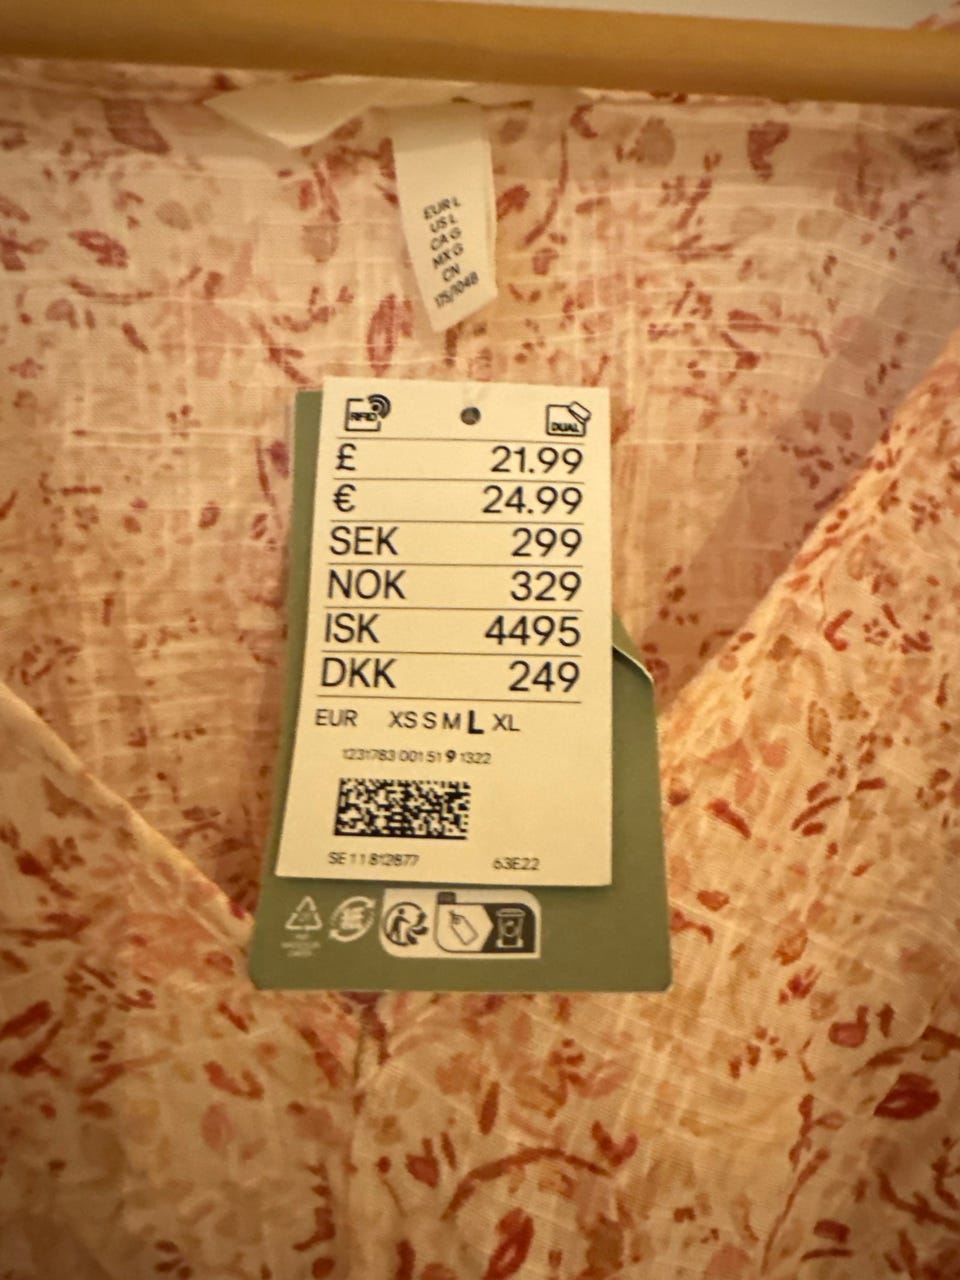 EUR L
US L
CA G
MX G
CN
175/104B
RFID
DUAL
£ 21.99
€ 24.99
SEK 299
NOK 329
ISK 4495
DKK 249
EUR XS S M L XL
1231783 001 51 9 1322
SE 11 812877 63E22